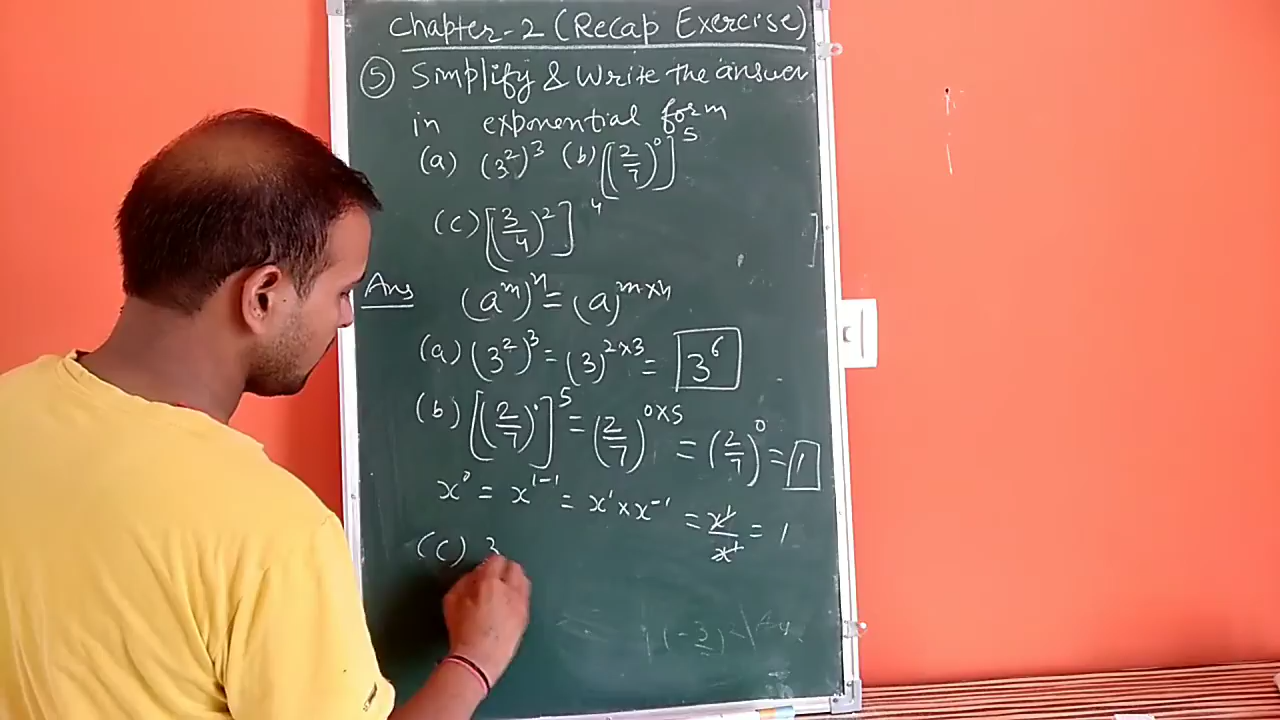 Chapter-2 (Recap Exercise)
⑤ Simplify & Write the answer
in exponential form
(a) (3²)³ (b) [(2/7)⁰]⁵
(c) [(3/4)²]⁴
Ans (aᵐ)ⁿ = (a)ᵐˣⁿ
(a) (3²)³ = (3)²ˣ³ = 3⁶
(b) [(2/7)⁰]⁵ = (2/7)⁰ˣ⁵ = (2/7)⁰ = 1
x⁰ = x¹⁻¹ = x¹ × x⁻¹ = x¹/x¹ = 1
(c) 3